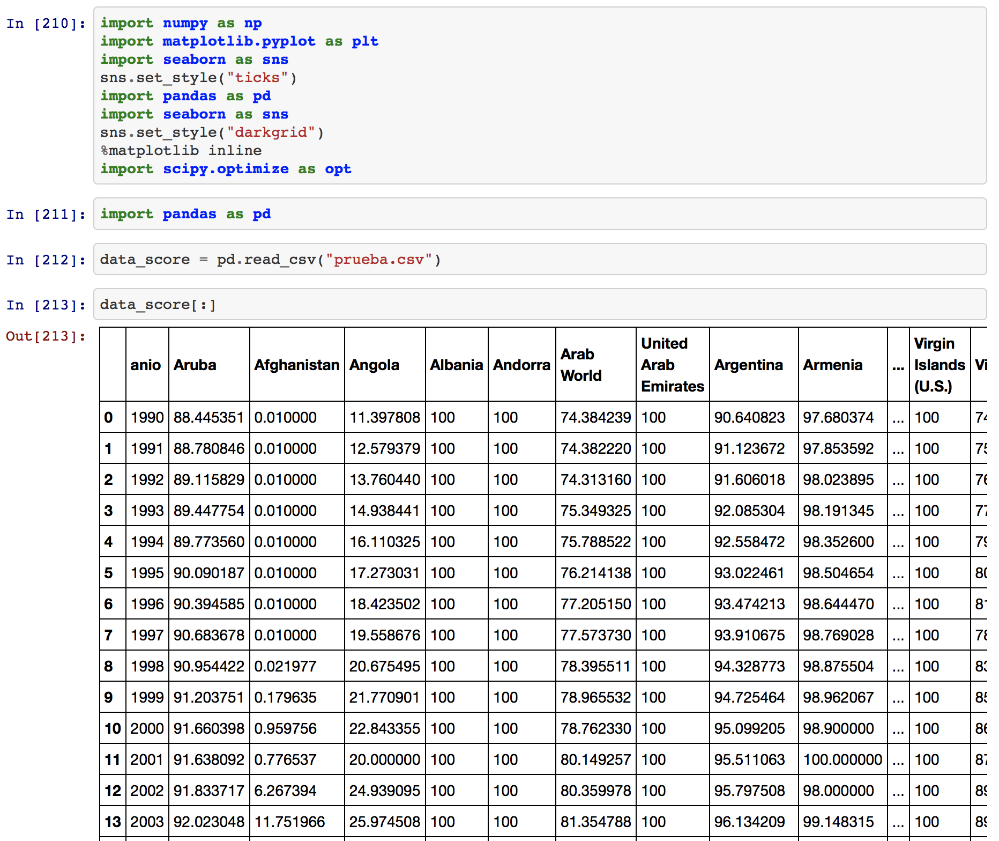 In [210]: import numpy as np
import matplotlib.pyplot as plt
import seaborn as sns
sns.set_style("ticks")
import pandas as pd
import seaborn as sns
sns.set_style("darkgrid")
%matplotlib inline
import scipy.optimize as opt
In [211]: import pandas as pd
In [212]: data_score = pd.read_csv("prueba.csv")
In [213]: data_score[:]
Out[213]:
anio Aruba Afghanistan Angola Albania Andorra Arab World United Arab Emirates Argentina Armenia ... Virgin Islands (U.S.) Vi
0 1990 88.445351 0.010000 11.397808 100 100 74.384239 100 90.640823 97.680374 ... 100 74
1 1991 88.780846 0.010000 12.579379 100 100 74.382220 100 91.123672 97.853592 ... 100 75
2 1992 89.115829 0.010000 13.760440 100 100 74.313160 100 91.606018 98.023895 ... 100 76
3 1993 89.447754 0.010000 14.938441 100 100 75.349325 100 92.085304 98.191345 ... 100 77
4 1994 89.773560 0.010000 16.110325 100 100 75.788522 100 92.558472 98.352600 ... 100 79
5 1995 90.090187 0.010000 17.273031 100 100 76.214138 100 93.022461 98.504654 ... 100 80
6 1996 90.394585 0.010000 18.423502 100 100 77.205150 100 93.474213 98.644470 ... 100 81
7 1997 90.683678 0.010000 19.558676 100 100 77.573730 100 93.910675 98.769028 ... 100 78
8 1998 90.954422 0.021977 20.675495 100 100 78.395511 100 94.328773 98.875504 ... 100 83
9 1999 91.203751 0.179635 21.770901 100 100 78.965532 100 94.725464 98.962067 ... 100 85
10 2000 91.660398 0.959756 22.843355 100 100 78.762330 100 95.099205 98.900000 ... 100 86
11 2001 91.638092 0.776537 20.000000 100 100 80.149257 100 95.511063 100.000000 ... 100 87
12 2002 91.833717 6.267394 24.939095 100 100 80.359978 100 95.797508 98.000000 ... 100 89
13 2003 92.023048 11.751966 25.974508 100 100 81.354788 100 96.134209 99.148315 ... 100 89